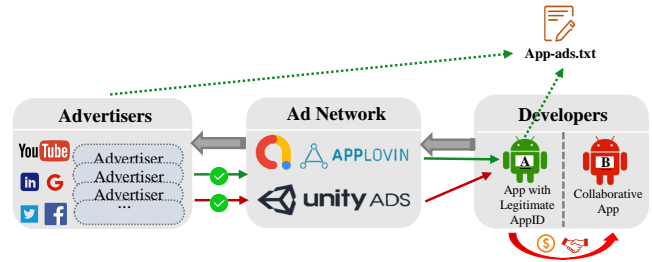 App-ads.txt
Advertisers
Ad Network
Developers
YouTube
Advertiser
in
G
Advertiser
Advertiser
...
f
APPLOVIN
unity ADS
A
B
App with
Legitimate
AppID
Collaborative
App
$